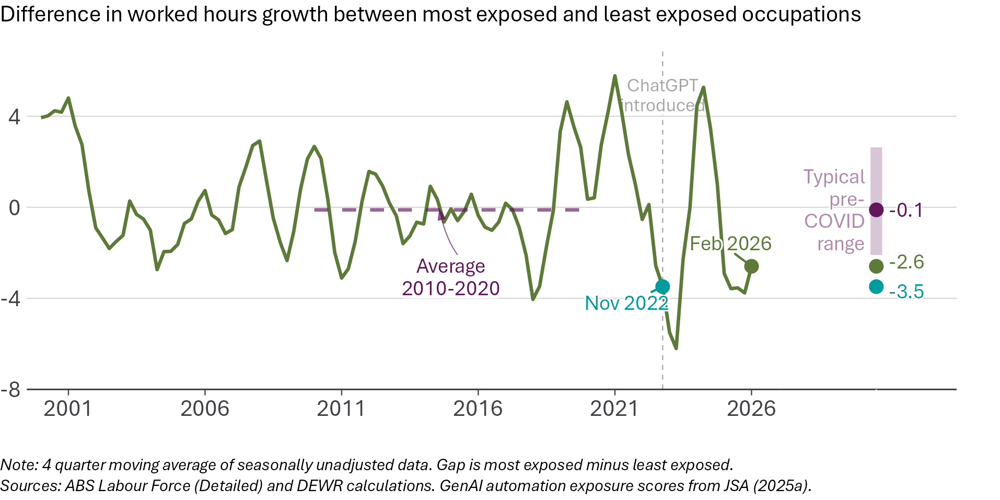 Difference in worked hours growth between most exposed and least exposed occupations
ChatGPT
introduced
4
0
-4
-8
Typical
pre-
COVID
range
-0.1
-2.6
-3.5
Feb 2026
Average
2010-2020
Nov 2022
2001
2006
2011
2016
2021
2026
Note: 4 quarter moving average of seasonally unadjusted data. Gap is most exposed minus least exposed.
Sources: ABS Labour Force (Detailed) and DEWR calculations. GenAI automation exposure scores from JSA (2025a).